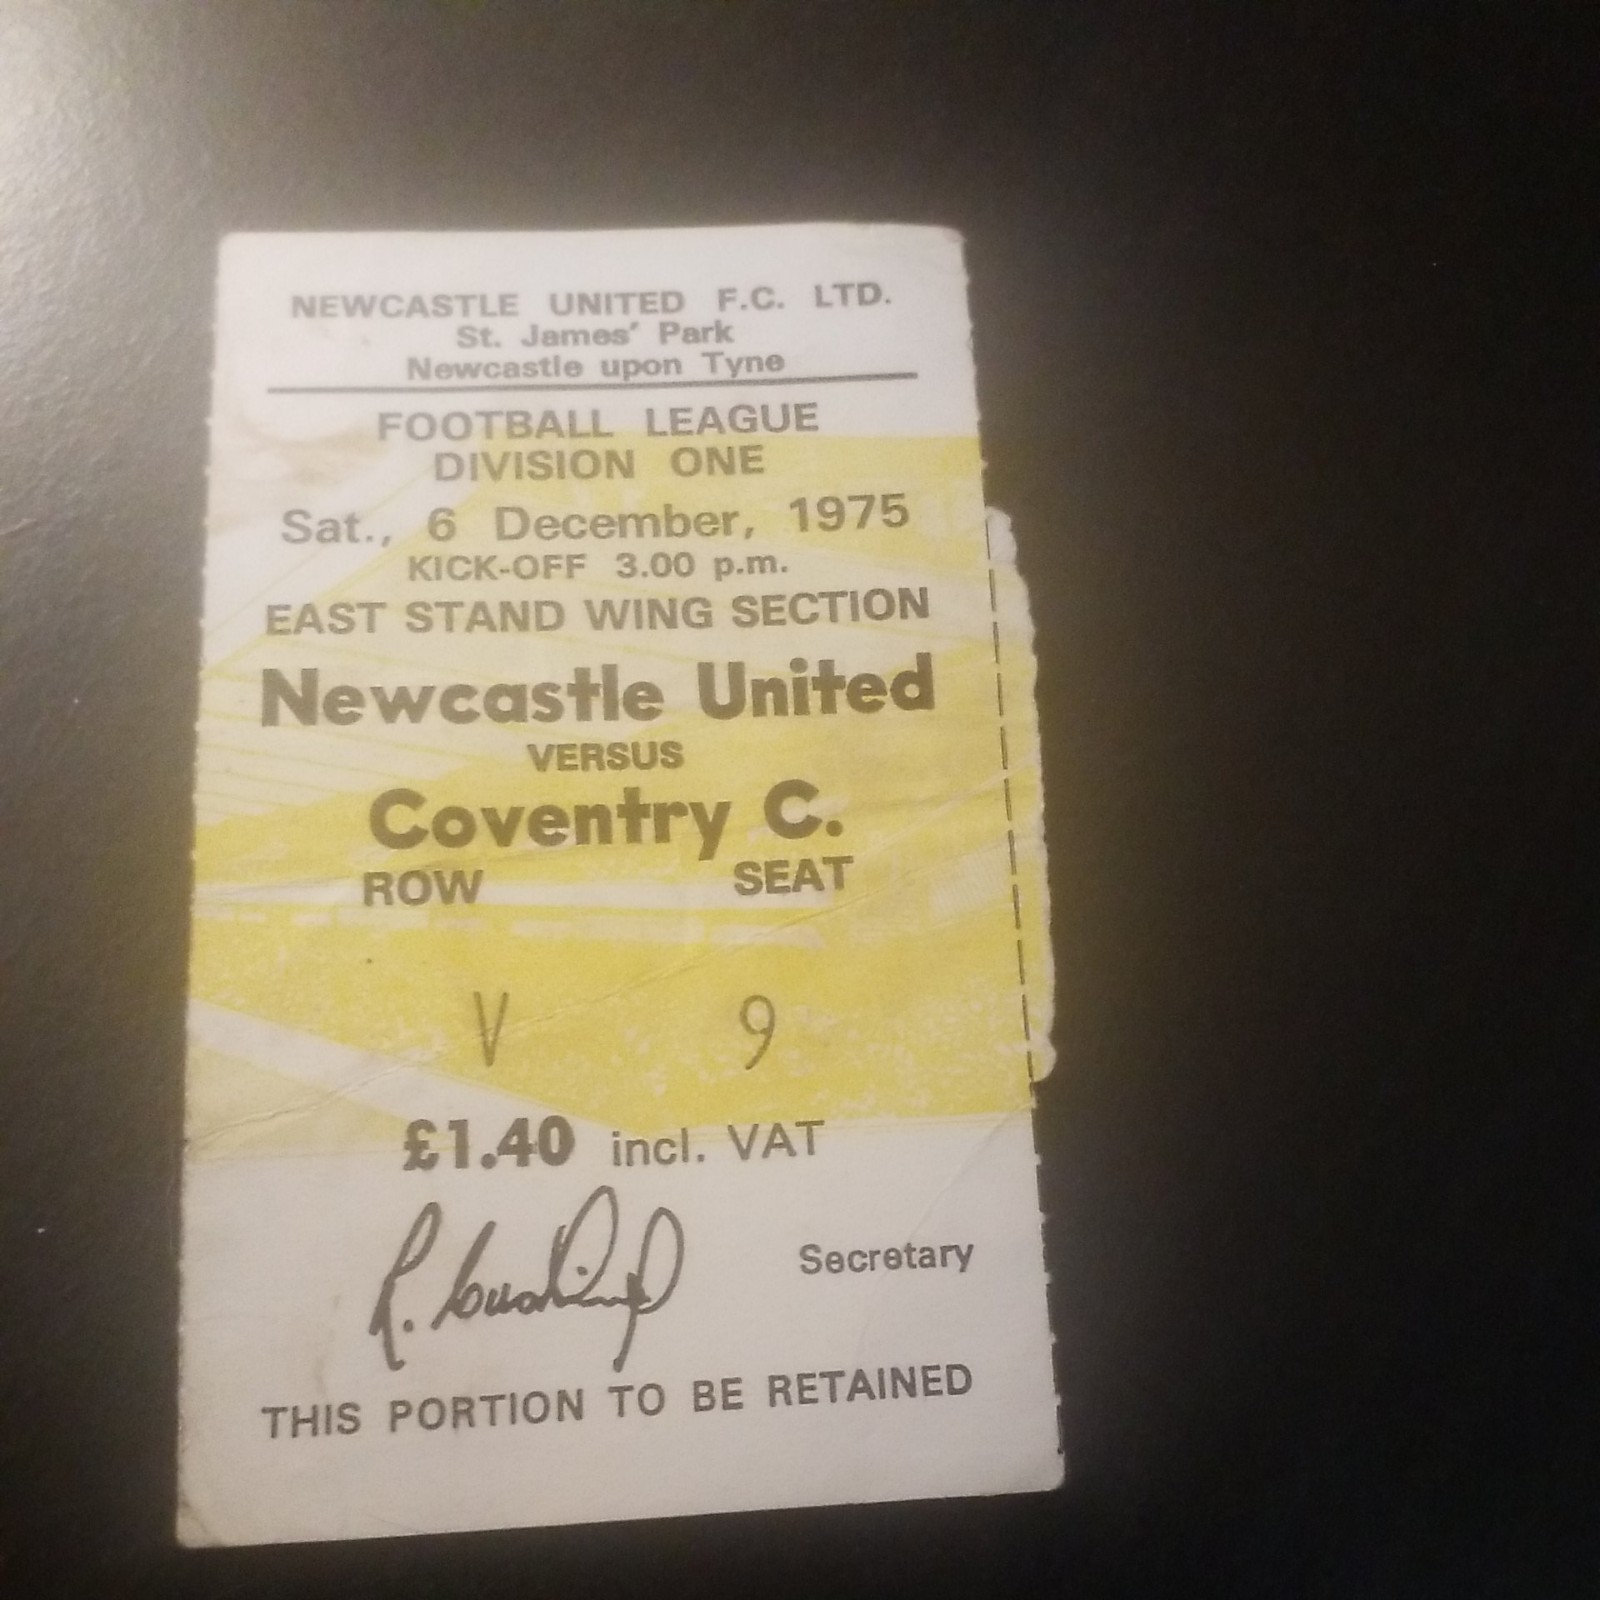 NEWCASTLE UNITED F.C. LTD.
St. James' Park
Newcastle upon Tyne
FOOTBALL LEAGUE
DIVISION ONE
Sat., 6 December, 1975
KICK-OFF 3.00 p.m.
EAST STAND WING SECTION
Newcastle United
VERSUS
Coventry C.
ROW SEAT
V 9
£1.40 incl. VAT
R. Secretary
THIS PORTION TO BE RETAINED